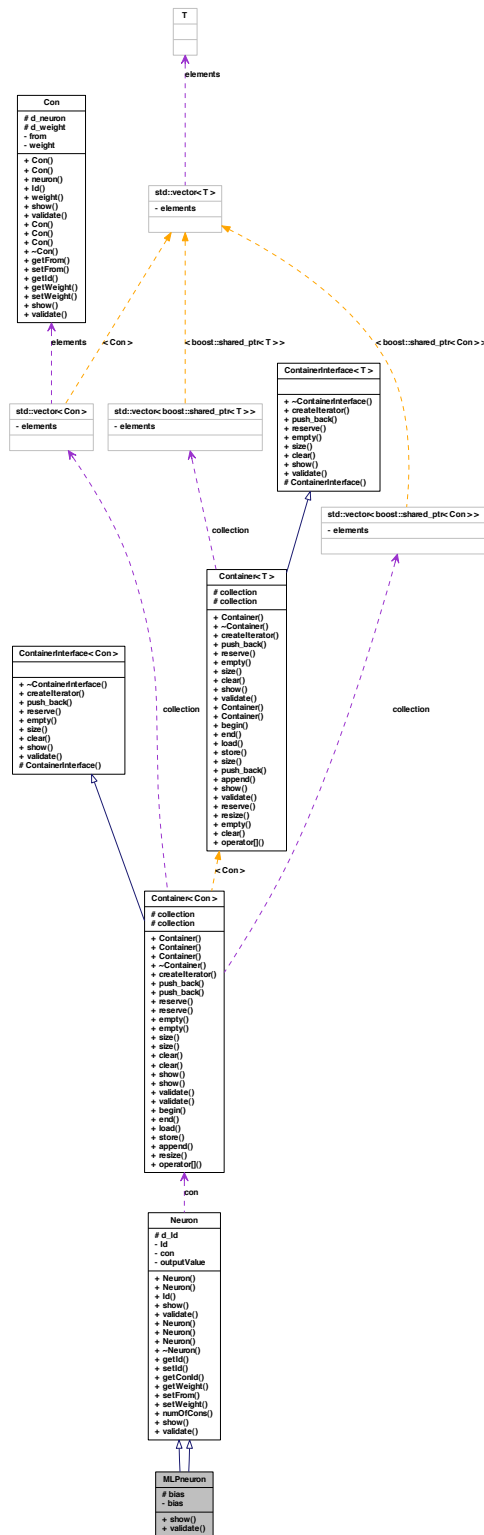 T
elements
Con
# d_neuron
# d_weight
- from
- weight
+ Con()
+ Con()
+ neuron()
+ Id()
+ weight()
+ show()
+ validate()
+ Con()
+ Con()
+ Con()
+ ~Con()
+ getFrom()
+ setFrom()
+ getId()
+ getWeight()
+ setWeight()
+ show()
+ validate()
std::vector< T >
- elements
elements
< Con >
< boost::shared_ptr< T > >
< boost::shared_ptr< Con > >
ContainerInterface< T >
+ ~ContainerInterface()
+ createIterator()
+ push_back()
+ reserve()
+ empty()
+ size()
+ clear()
+ show()
+ validate()
# ContainerInterface()
std::vector< Con >
- elements
std::vector< boost::shared_ptr< T > >
- elements
std::vector< boost::shared_ptr< Con > >
- elements
collection
Container< T >
# collection
# collection
+ Container()
+ ~Container()
+ createIterator()
+ push_back()
+ reserve()
+ empty()
+ size()
+ clear()
+ show()
+ validate()
+ Container()
+ Container()
+ begin()
+ end()
+ load()
+ store()
+ size()
+ push_back()
+ append()
+ show()
+ validate()
+ reserve()
+ resize()
+ empty()
+ clear()
+ operator[]()
ContainerInterface< Con >
+ ~ContainerInterface()
+ createIterator()
+ push_back()
+ reserve()
+ empty()
+ size()
+ clear()
+ show()
+ validate()
# ContainerInterface()
collection
collection
< Con >
Container< Con >
# collection
# collection
+ Container()
+ Container()
+ Container()
+ ~Container()
+ createIterator()
+ push_back()
+ push_back()
+ reserve()
+ reserve()
+ empty()
+ empty()
+ size()
+ size()
+ clear()
+ clear()
+ show()
+ show()
+ validate()
+ validate()
+ begin()
+ end()
+ load()
+ store()
+ append()
+ resize()
+ operator[]()
con
Neuron
# d_Id
- Id
- con
- outputValue
+ Neuron()
+ Neuron()
+ Id()
+ show()
+ validate()
+ Neuron()
+ Neuron()
+ Neuron()
+ ~Neuron()
+ getId()
+ setId()
+ getConId()
+ getWeight()
+ setFrom()
+ setWeight()
+ numOfCons()
+ show()
+ validate()
MLPneuron
# bias
- bias
+ show()
+ validate()